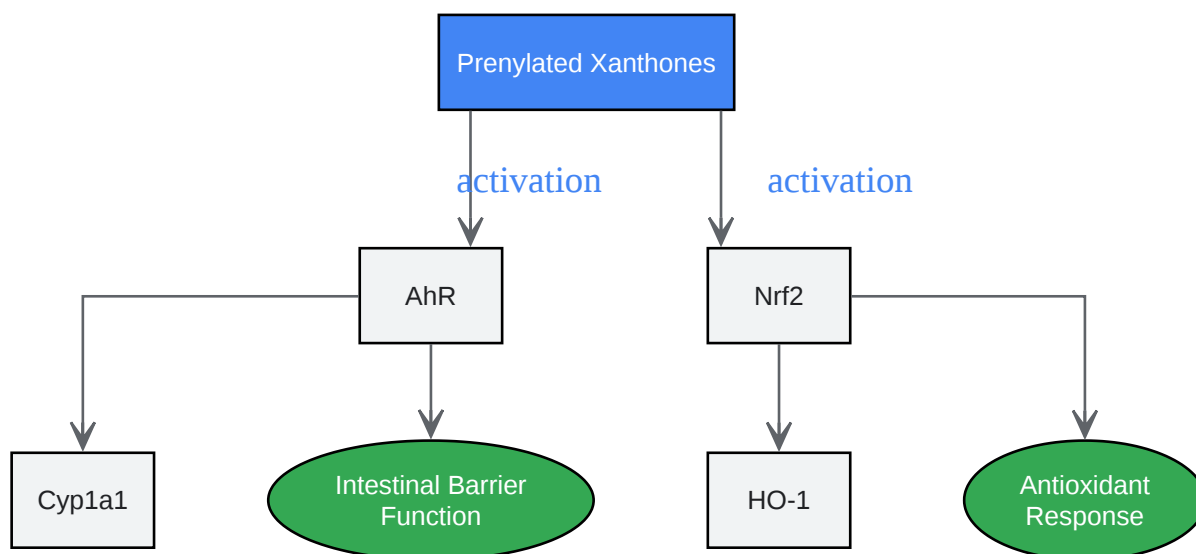 Prenylated Xanthones
activation
activation
AhR
Nrf2
Cyp1a1
Intestinal Barrier
Function
HO-1
Antioxidant
Response